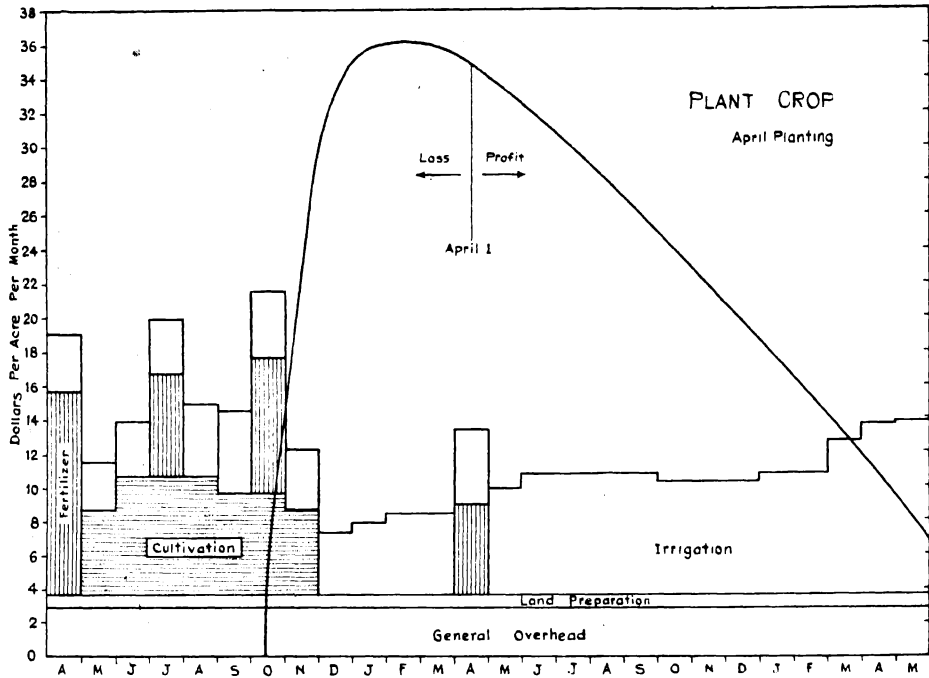 PLANT CROP
April Planting
Loss Profit
April 1
Dollars Per Acre Per Month
38
36
34
32
30
28
26
24
22
20
18
16
14
12
10
8
6
4
2
0
Fertilizer
Cultivation
Irrigation
Land Preparation
General Overhead
A M J J A S O N D J F M A M J J A S O N D J F M A M